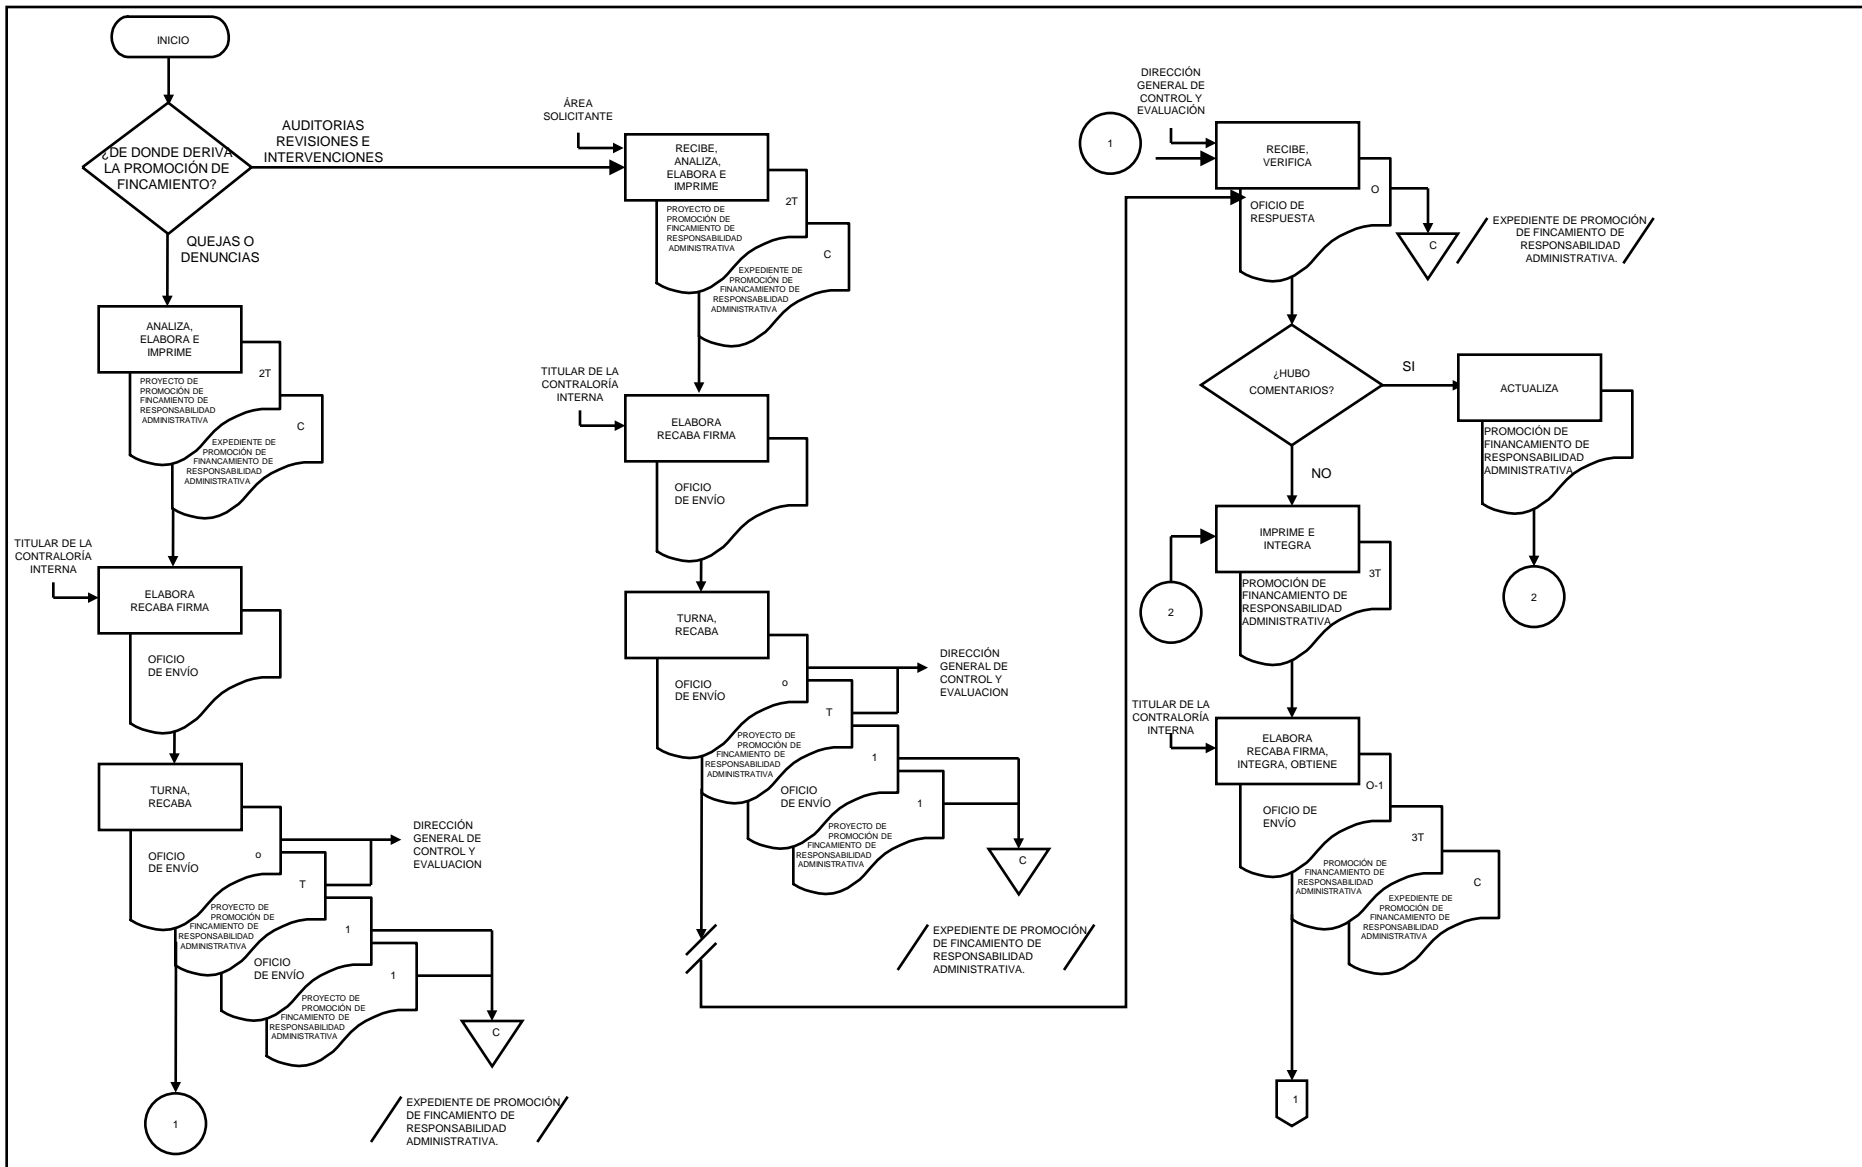 INICIO
¿DE DONDE DERIVA
LA PROMOCIÓN DE
FINCAMIENTO?
AUDITORIAS
REVISIONES E
INTERVENCIONES
QUEJAS O
DENUNCIAS
ANALIZA,
ELABORA E
IMPRIME
2T
PROYECTO DE
PROMOCIÓN DE
FINCAMIENTO DE
RESPONSABILIDAD
ADMINISTRATIVA
C
EXPEDIENTE DE
PROMOCIÓN DE
FINANCAMIENTO DE
RESPONSABILIDAD
ADMINISTRATIVA
TITULAR DE LA
CONTRALORÍA
INTERNA
ELABORA
RECABA FIRMA
OFICIO
DE ENVÍO
TURNA,
RECABA
OFICIO
DE ENVÍO
o
DIRECCIÓN
GENERAL DE
CONTROL Y
EVALUACION
T
PROYECTO DE
PROMOCIÓN DE
FINCAMIENTO DE
RESPONSABILIDAD
ADMINISTRATIVA
1
OFICIO
DE ENVÍO
1
PROYECTO DE
PROMOCIÓN DE
FINCAMIENTO DE
RESPONSABILIDAD
ADMINISTRATIVA
C
1
EXPEDIENTE DE PROMOCIÓN
DE FINCAMIENTO DE
RESPONSABILIDAD
ADMINISTRATIVA.
ÁREA
SOLICITANTE
RECIBE,
ANALIZA,
ELABORA E
IMPRIME
2T
PROYECTO DE
PROMOCIÓN DE
FINCAMIENTO DE
RESPONSABILIDAD
ADMINISTRATIVA
C
EXPEDIENTE DE
PROMOCIÓN DE
FINANCAMIENTO DE
RESPONSABILIDAD
ADMINISTRATIVA
TITULAR DE LA
CONTRALORÍA
INTERNA
ELABORA
RECABA FIRMA
OFICIO
DE ENVÍO
TURNA,
RECABA
OFICIO
DE ENVÍO
o
DIRECCIÓN
GENERAL DE
CONTROL Y
EVALUACION
T
PROYECTO DE
PROMOCIÓN DE
FINCAMIENTO DE
RESPONSABILIDAD
ADMINISTRATIVA
1
OFICIO
DE ENVÍO
1
PROYECTO DE
PROMOCIÓN DE
FINCAMIENTO DE
RESPONSABILIDAD
ADMINISTRATIVA
C
EXPEDIENTE DE PROMOCIÓN
DE FINCAMIENTO DE
RESPONSABILIDAD
ADMINISTRATIVA.
DIRECCIÓN
GENERAL DE
CONTROL Y
EVALUACIÓN
1
RECIBE,
VERIFICA
O
OFICIO DE
RESPUESTA
C
EXPEDIENTE DE PROMOCIÓN
DE FINCAMIENTO DE
RESPONSABILIDAD
ADMINISTRATIVA.
¿HUBO
COMENTARIOS?
SI
ACTUALIZA
PROMOCIÓN DE
FINANCAMIENTO DE
RESPONSABILIDAD
ADMINISTRATIVA
2
NO
IMPRIME E
INTEGRA
3T
PROMOCIÓN DE
FINANCAMIENTO DE
RESPONSABILIDAD
ADMINISTRATIVA
2
TITULAR DE LA
CONTRALORÍA
INTERNA
ELABORA
RECABA FIRMA,
INTEGRA, OBTIENE
O-1
OFICIO DE
ENVÍO
3T
PROMOCIÓN DE
FINANCAMIENTO DE
RESPONSABILIDAD
ADMINISTRATIVA
C
EXPEDIENTE DE
PROMOCIÓN DE
FINANCAMIENTO DE
RESPONSABILIDAD
ADMINISTRATIVA
1